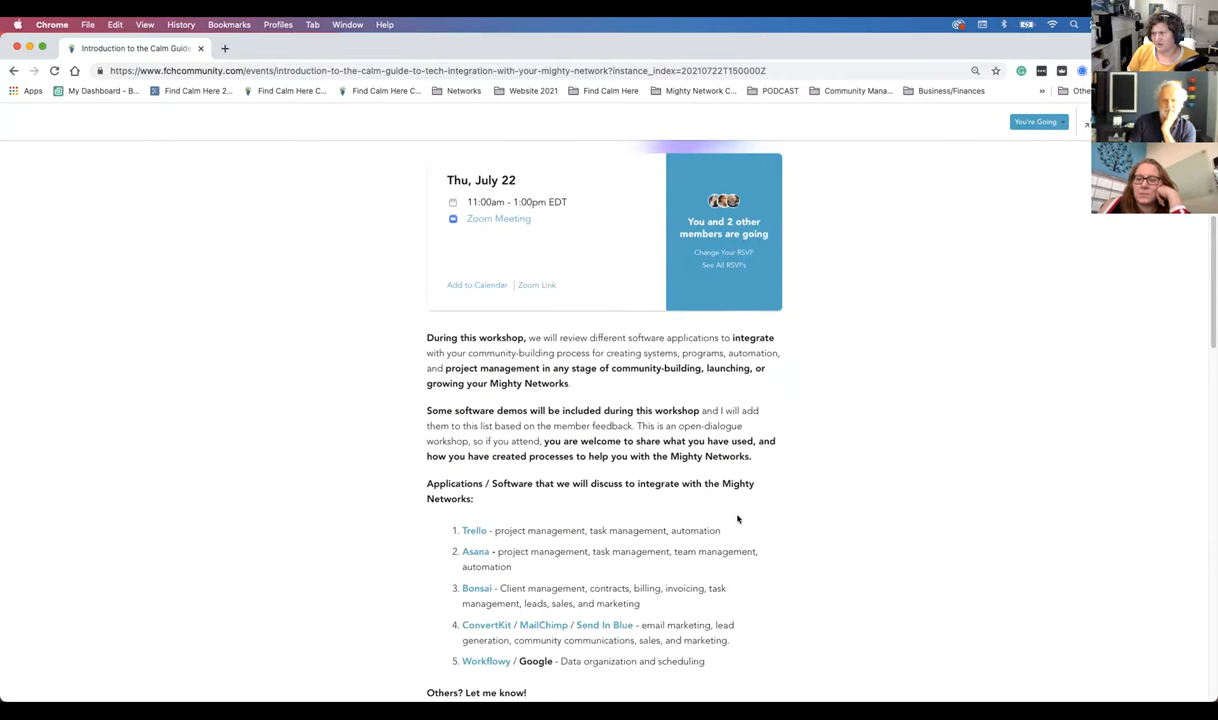 Chrome File Edit View History Bookmarks Profiles Tab Window Help
Introduction to the Calm Guide
https://www.fchcommunity.com/events/introduction-to-the-calm-guide-to-tech-integration-with-your-mighty-network?instance_index=20210722T150000Z
Apps My Dashboard - B... Find Calm Here 2... Find Calm Here C... Find Calm Here C... Networks Website 2021 Find Calm Here Mighty Network C... PODCAST Community Mana... Business/Finances » Othe
You're Going
Thu, July 22
11:00am - 1:00pm EDT
Zoom Meeting
Add to Calendar | Zoom Link
You and 2 other
members are going
Change Your RSVP
See All RSVPs
During this workshop, we will review different software applications to integrate
with your community-building process for creating systems, programs, automation,
and project management in any stage of community-building, launching, or
growing your Mighty Networks.
Some software demos will be included during this workshop and I will add
them to this list based on the member feedback. This is an open-dialogue
workshop, so if you attend, you are welcome to share what you have used, and
how you have created processes to help you with the Mighty Networks.
Applications / Software that we will discuss to integrate with the Mighty
Networks:
1. Trello - project management, task management, automation
2. Asana - project management, task management, team management,
automation
3. Bonsai - Client management, contracts, billing, invoicing, task
management, leads, sales, and marketing
4. ConvertKit / MailChimp / Send In Blue - email marketing, lead
generation, community communications, sales, and marketing.
5. Workflowy / Google - Data organization and scheduling
Others? Let me know!